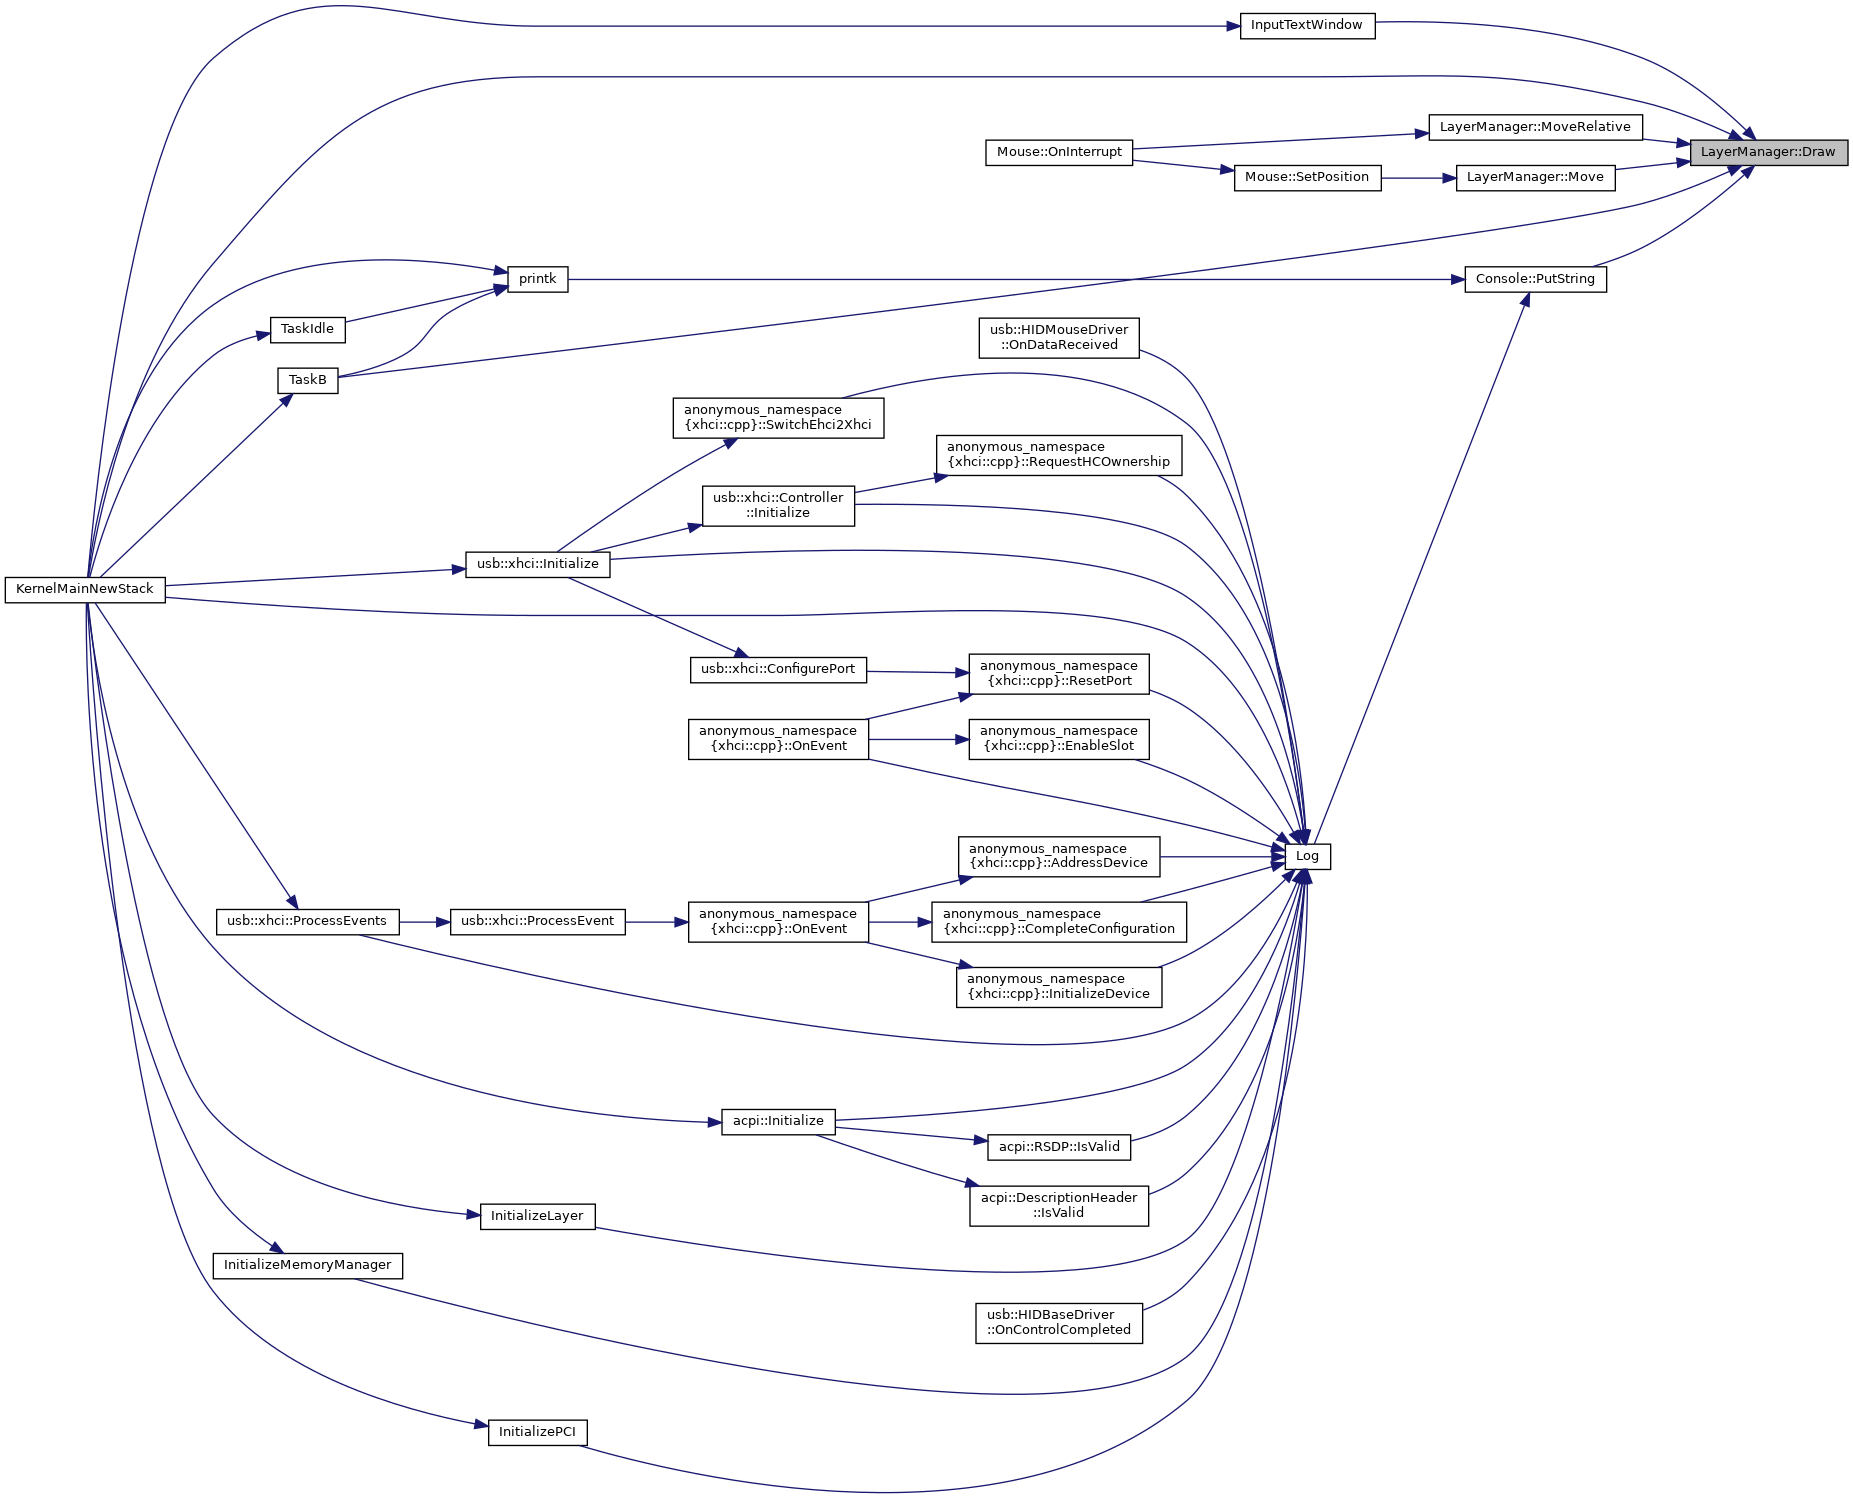 InputTextWindow
LayerManager::MoveRelative
Mouse::OnInterrupt
LayerManager::Draw
Mouse::SetPosition
LayerManager::Move
printk
Console::PutString
TaskIdle
usb::HIDMouseDriver
::OnDataReceived
TaskB
anonymous_namespace
{xhci::cpp}::SwitchEhci2Xhci
anonymous_namespace
{xhci::cpp}::RequestHCOwnership
usb::xhci::Controller
::Initialize
usb::xhci::Initialize
KernelMainNewStack
usb::xhci::ConfigurePort
anonymous_namespace
{xhci::cpp}::ResetPort
anonymous_namespace
{xhci::cpp}::OnEvent
anonymous_namespace
{xhci::cpp}::EnableSlot
anonymous_namespace
{xhci::cpp}::AddressDevice
Log
usb::xhci::ProcessEvents
usb::xhci::ProcessEvent
anonymous_namespace
{xhci::cpp}::OnEvent
anonymous_namespace
{xhci::cpp}::CompleteConfiguration
anonymous_namespace
{xhci::cpp}::InitializeDevice
acpi::Initialize
acpi::RSDP::IsValid
acpi::DescriptionHeader
::IsValid
InitializeLayer
InitializeMemoryManager
usb::HIDBaseDriver
::OnControlCompleted
InitializePCI